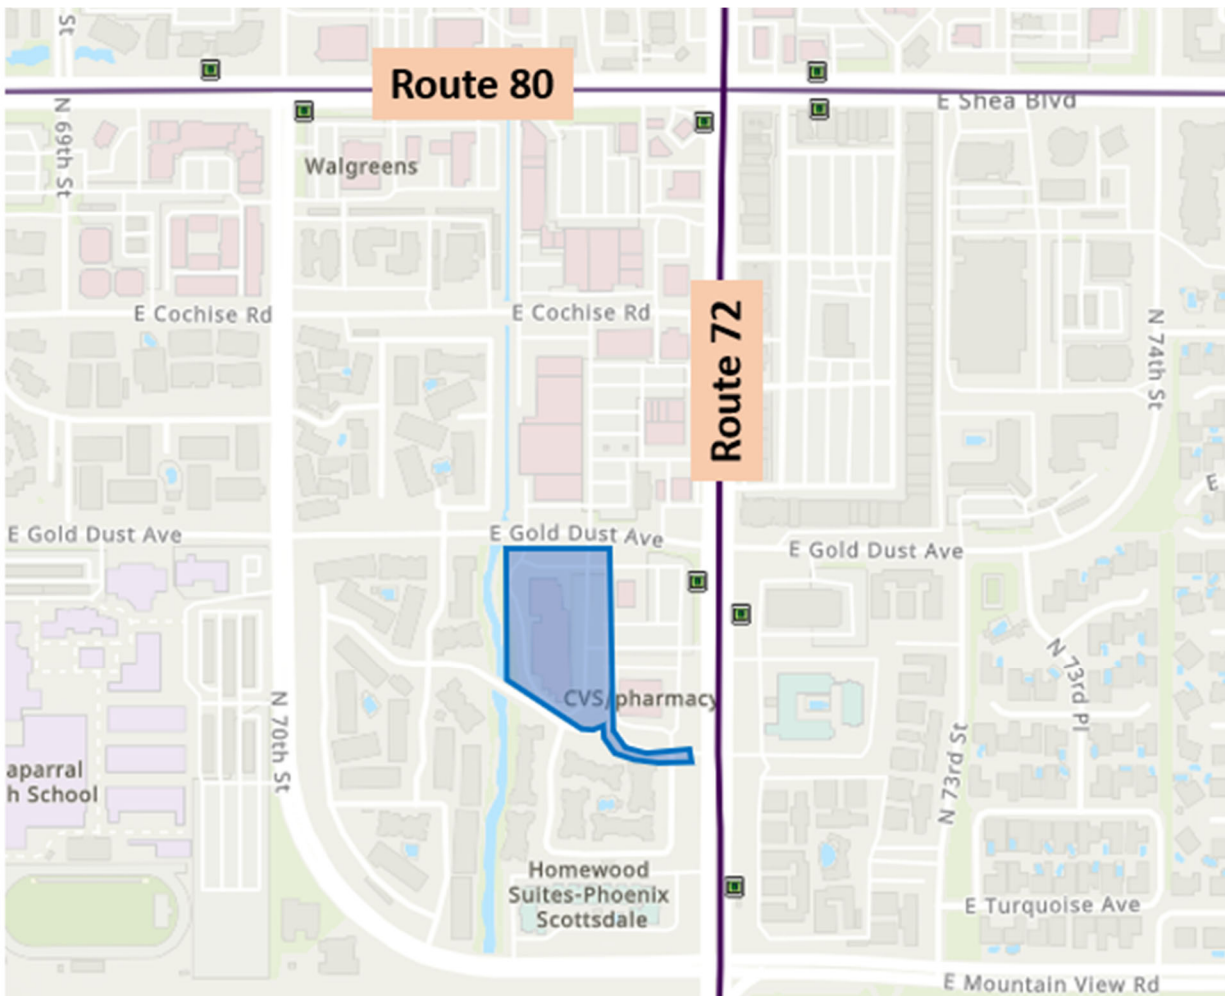 St
Route 80
E Shea Blvd
N 69th St
Walgreens
E Cochise Rd
E Cochise Rd
Route 72
N 74th St
E
E Gold Dust Ave
E Gold Dust Ave
E Gold Dust Ave
N 73rd Pl
CVS/pharmacy
N 70th St
N 73rd St
aparral
h School
Homewood
Suites-Phoenix
Scottsdale
E Turquoise Ave
E Mountain View Rd